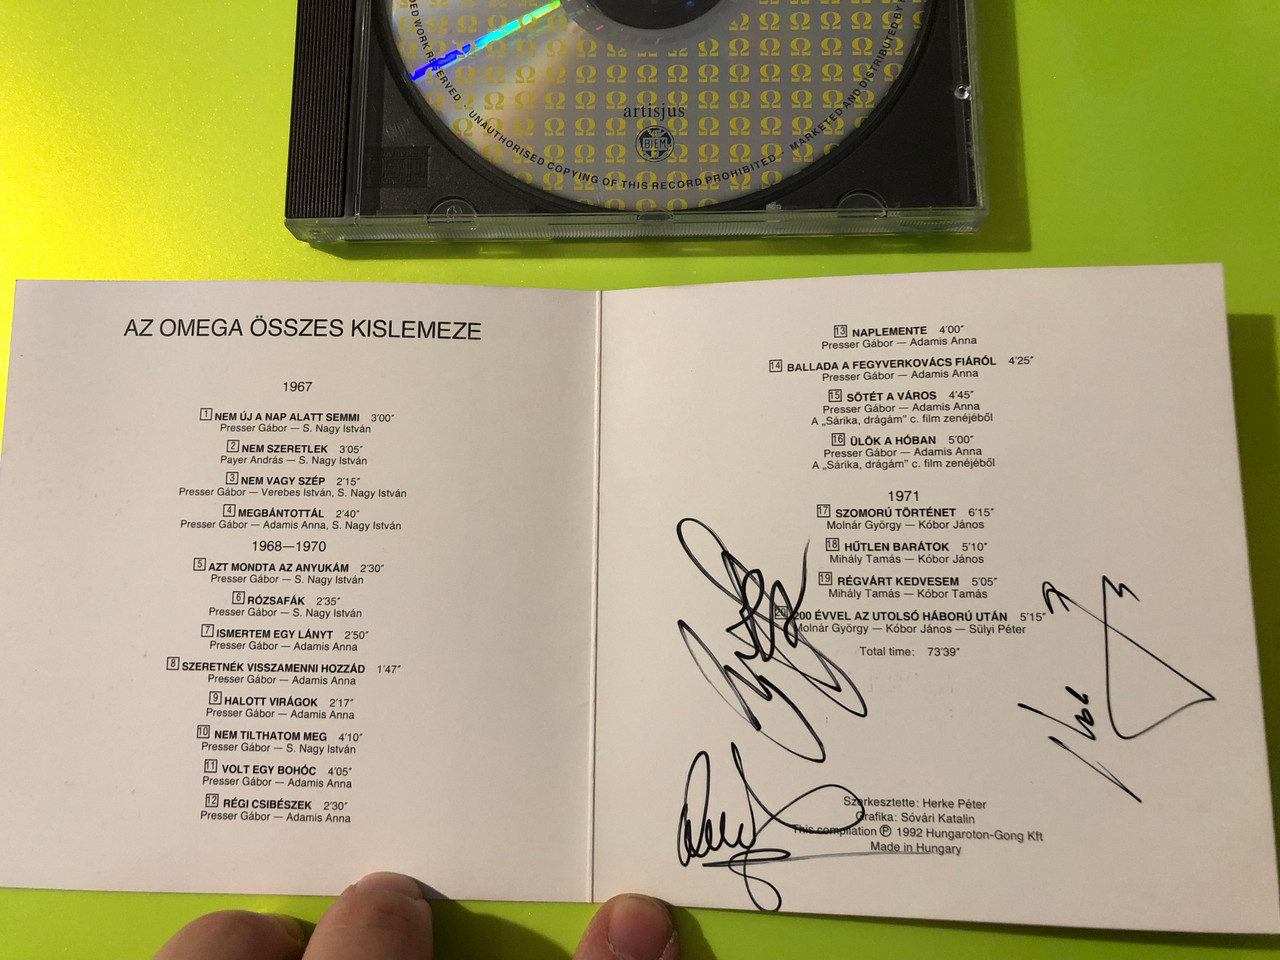 DED WORK RESERVED . UNAUTHORISED COPYING OF THIS RECORD PROHIBITED . MARKETED AND DISTRIBUTED BY
artisjus
BIEM
AZ OMEGA ÖSSZES KISLEMEZE
1967
1 NEM ÚJ A NAP ALATT SEMMI 3'00"
Presser Gábor — S. Nagy István
2 NEM SZERETLEK 3'05"
Payer András — S. Nagy István
3 NEM VAGY SZÉP 2'15"
Presser Gábor — Verebes István, S. Nagy István
4 MEGBÁNTOTTÁL 2'40"
Presser Gábor — Adamis Anna, S. Nagy István
1968—1970
5 AZT MONDTA AZ ANYUKÁM 2'30"
Presser Gábor — S. Nagy István
6 RÓZSAFÁK 2'35"
Presser Gábor — S. Nagy István
7 ISMERTEM EGY LÁNYT 2'50"
Presser Gábor — Adamis Anna
8 SZERETNÉK VISSZAMENNI HOZZÁD 1'47"
Presser Gábor — Adamis Anna
9 HALOTT VIRÁGOK 2'17"
Presser Gábor — Adamis Anna
10 NEM TILTHATOM MEG 4'10"
Presser Gábor — S. Nagy István
11 VOLT EGY BOHÓC 4'05"
Presser Gábor — Adamis Anna
12 RÉGI CSIBÉSZEK 2'30"
Presser Gábor — Adamis Anna
13 NAPLEMENTE 4'00"
Presser Gábor — Adamis Anna
14 BALLADA A FEGYVERKOVÁCS FIÁRÓL 4'25"
Presser Gábor — Adamis Anna
15 SÖTÉT A VÁROS 4'45"
Presser Gábor — Adamis Anna
A „Sárika, drágám" c. film zenéjéből
16 ÜLÖK A HÓBAN 5'00"
Presser Gábor — Adamis Anna
A „Sárika, drágám" c. film zenéjéből
1971
17 SZOMORÚ TÖRTÉNET 6'15"
Molnár György — Kóbor János
18 HŰTLEN BARÁTOK 5'10"
Mihály Tamás — Kóbor János
19 RÉGVÁRT KEDVESEM 5'05"
Mihály Tamás — Kóbor Tamás
20 200 ÉVVEL AZ UTOLSÓ HÁBORÚ UTÁN 5'15"
Molnár György — Kóbor János — Sülyi Péter
Total time: 73'39"
Szerkesztette: Herke Péter
Grafika: Sóvári Katalin
This compilation ℗ 1992 Hungaroton-Gong Kft
Made in Hungary